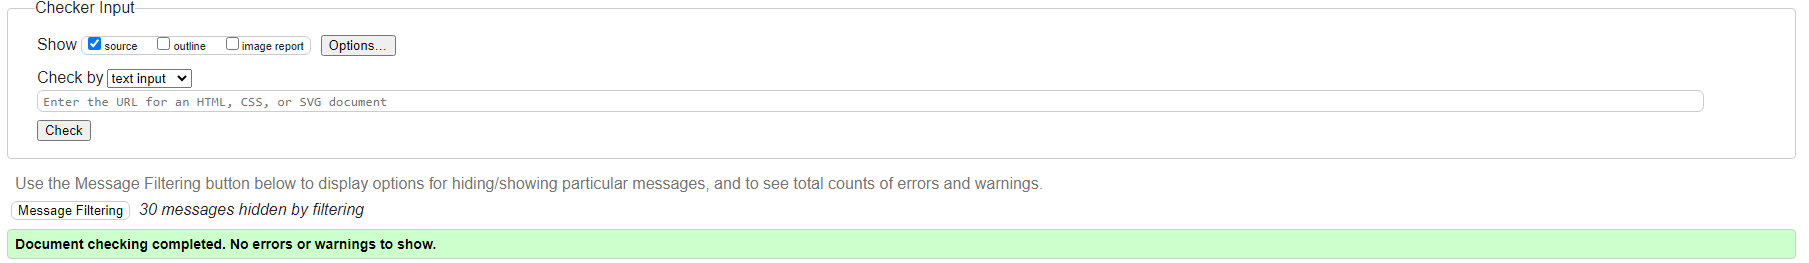 Checker Input
Show source outline image report Options...
Check by text input
Enter the URL for an HTML, CSS, or SVG document
Check
Use the Message Filtering button below to display options for hiding/showing particular messages, and to see total counts of errors and warnings.
Message Filtering 30 messages hidden by filtering
Document checking completed. No errors or warnings to show.